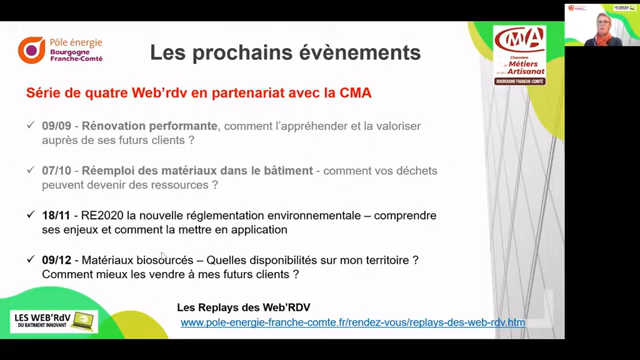 Pôle énergie
Bourgogne
Franche-Comté
Les prochains évènements
CMA
Chambre
de Métiers
et de l'Artisanat
BOURGOGNE FRANCHE-COMTÉ
Série de quatre Web'rdv en partenariat avec la CMA
✓ 09/09 - Rénovation performante, comment l'appréhender et la valoriser
auprès de ses futurs clients ?
✓ 07/10 - Réemploi des matériaux dans le bâtiment - comment vos déchets
peuvent devenir des ressources ?
✓ 18/11 - RE2020 la nouvelle réglementation environnementale – comprendre
ses enjeux et comment la mettre en application
✓ 09/12 - Matériaux biosourcés – Quelles disponibilités sur mon territoire ?
Comment mieux les vendre à mes futurs clients ?
LES WEB'RdV
DU BATIMENT INNOVANT
Les Replays des Web'RDV
www.pole-energie-franche-comte.fr/rendez-vous/replays-des-web-rdv.htm